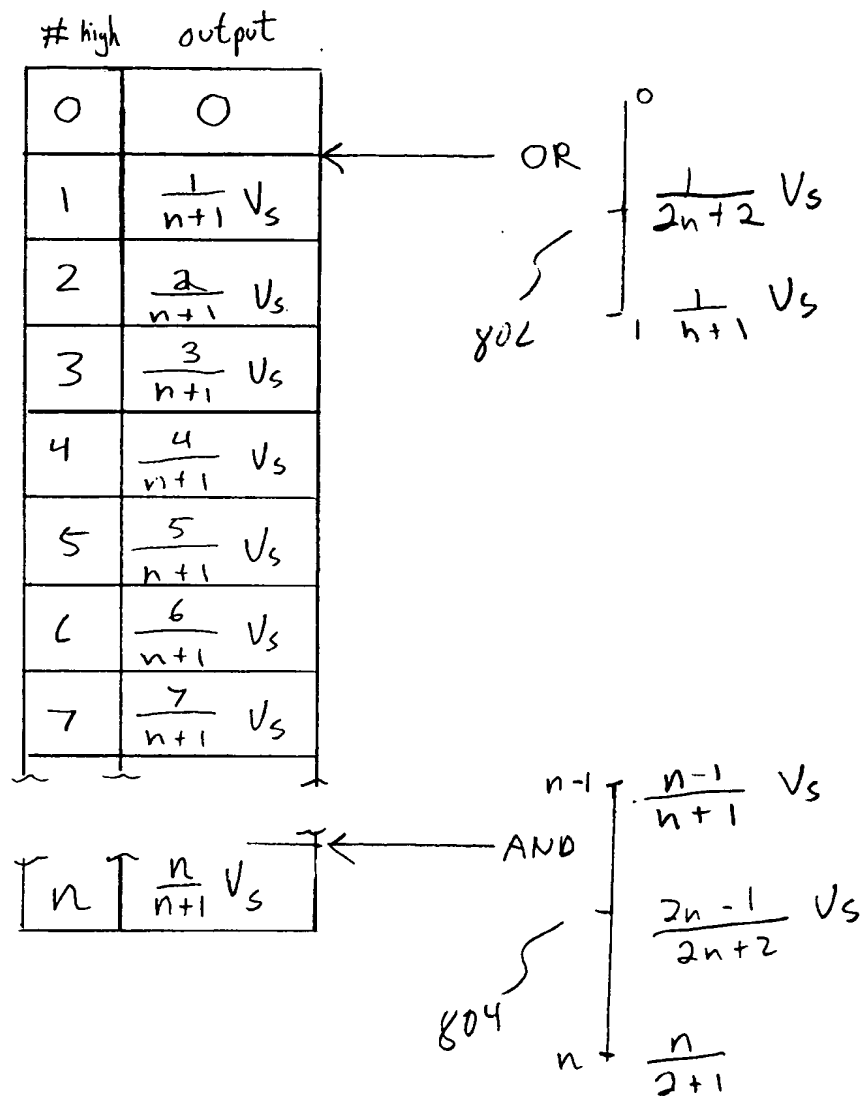 # high output
0 0
1 1/n+1 Vs
2 2/n+1 Vs
3 3/n+1 Vs
4 4/n+1 Vs
5 5/n+1 Vs
6 6/n+1 Vs
7 7/n+1 Vs
n n/n+1 Vs
OR
0
1/2n+2 Vs
1 1/n+1 Vs
802
AND
n-1 n-1/n+1 Vs
2n-1/2n+2 Vs
n n/2+1
804